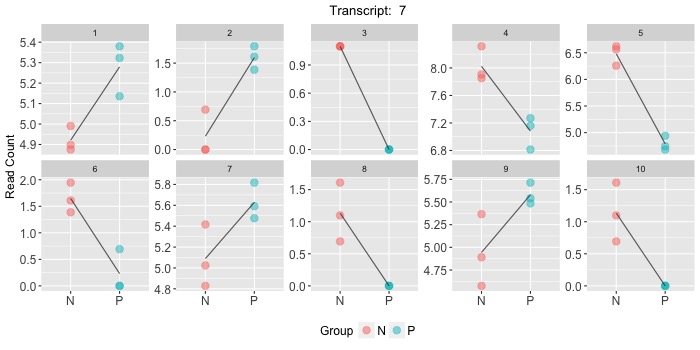 Transcript: 7
1 2 3 4 5
5.4 5.3 5.2 5.1 5.0 4.9
1.5 1.0 0.5 0.0
0.9 0.6 0.3 0.0
8.0 7.6 7.2 6.8
6.5 6.0 5.5 5.0
Read Count
6 7 8 9 10
2.0 1.5 1.0 0.5 0.0
5.8 5.6 5.4 5.2 5.0 4.8
1.5 1.0 0.5 0.0
5.75 5.50 5.25 5.00 4.75
1.5 1.0 0.5 0.0
N P N P N P N P N P
Group N P